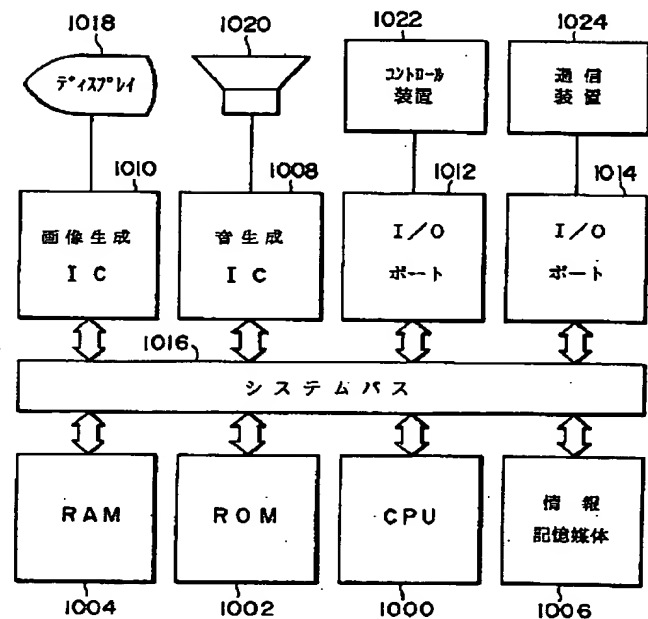 1018
1020
1022
1024
ディスプレイ
コントロール
装置
通信
装置
1010
1008
1012
1014
画像生成
IC
音生成
IC
I/O
ポート
I/O
ポート
1016
システムバス
RAM
ROM
CPU
情報
記憶媒体
1004
1002
1000
1006